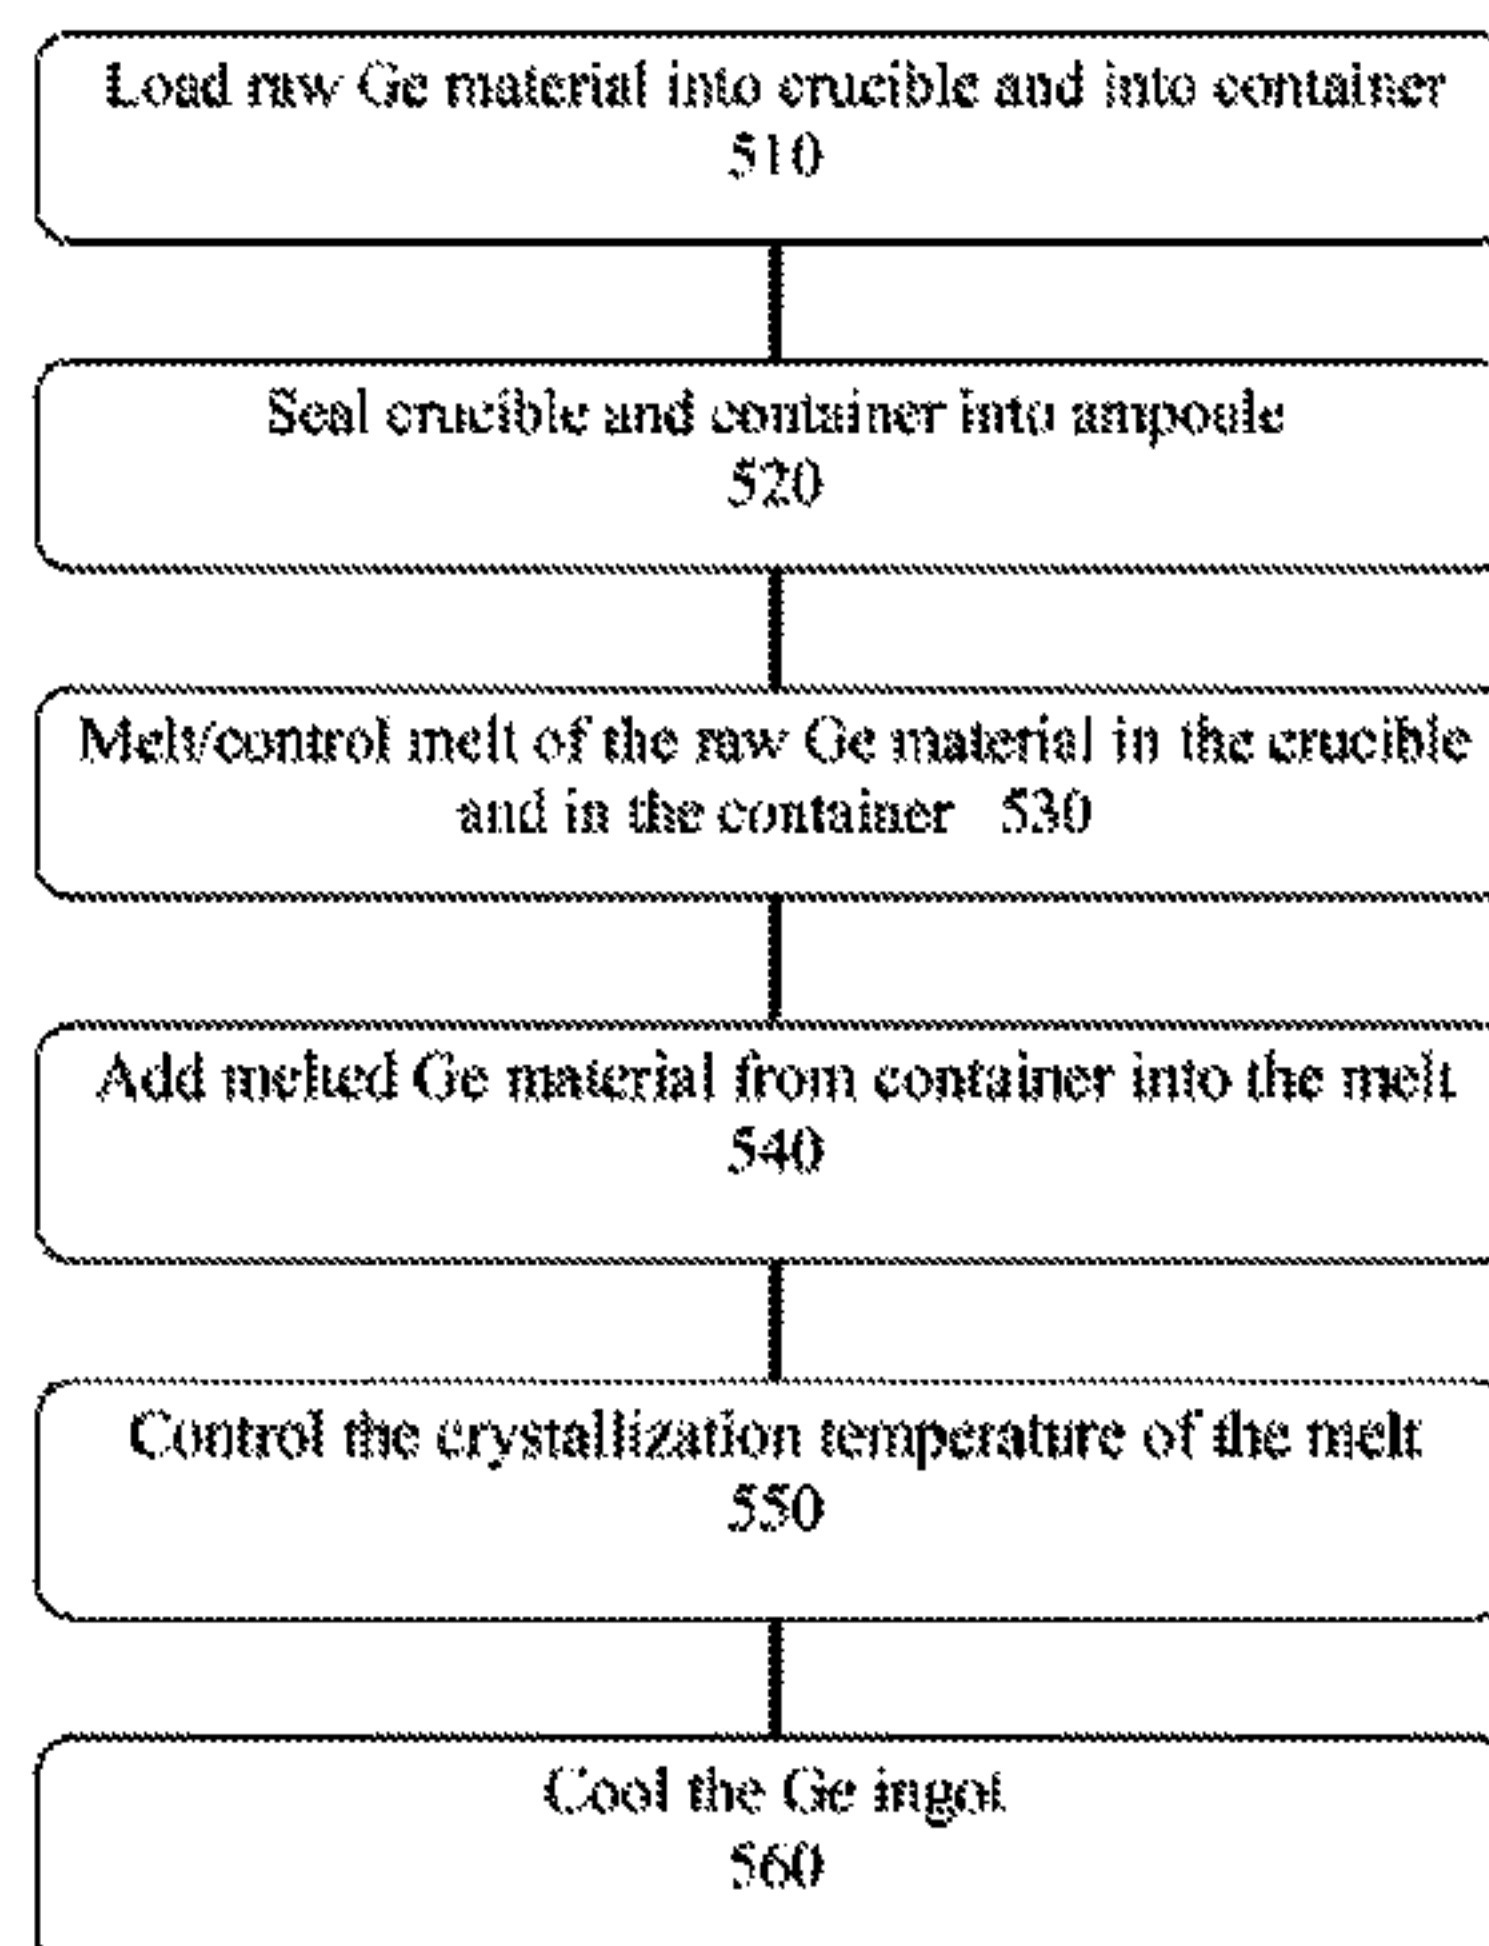 Load raw Ge material into crucible and into container
510
Seal crucible and container into ampoule
520
Melt/control melt of the raw Ge material in the crucible
and in the container 530
Add melted Ge material from container into the melt
540
Control the crystallization temperature of the melt
550
Cool the Ge ingot
560